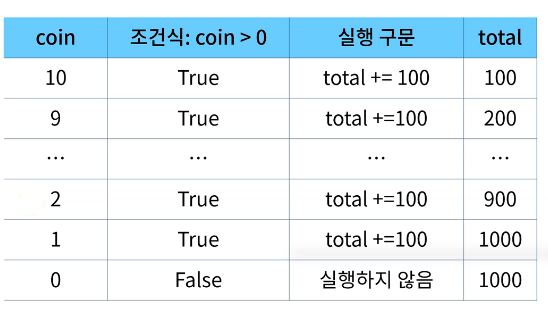 coin 조건식: coin > 0 실행 구문 total
10 True total += 100 100
9 True total +=100 200
... ... ... ...
2 True total +=100 900
1 True total +=100 1000
0 False 실행하지 않음 1000